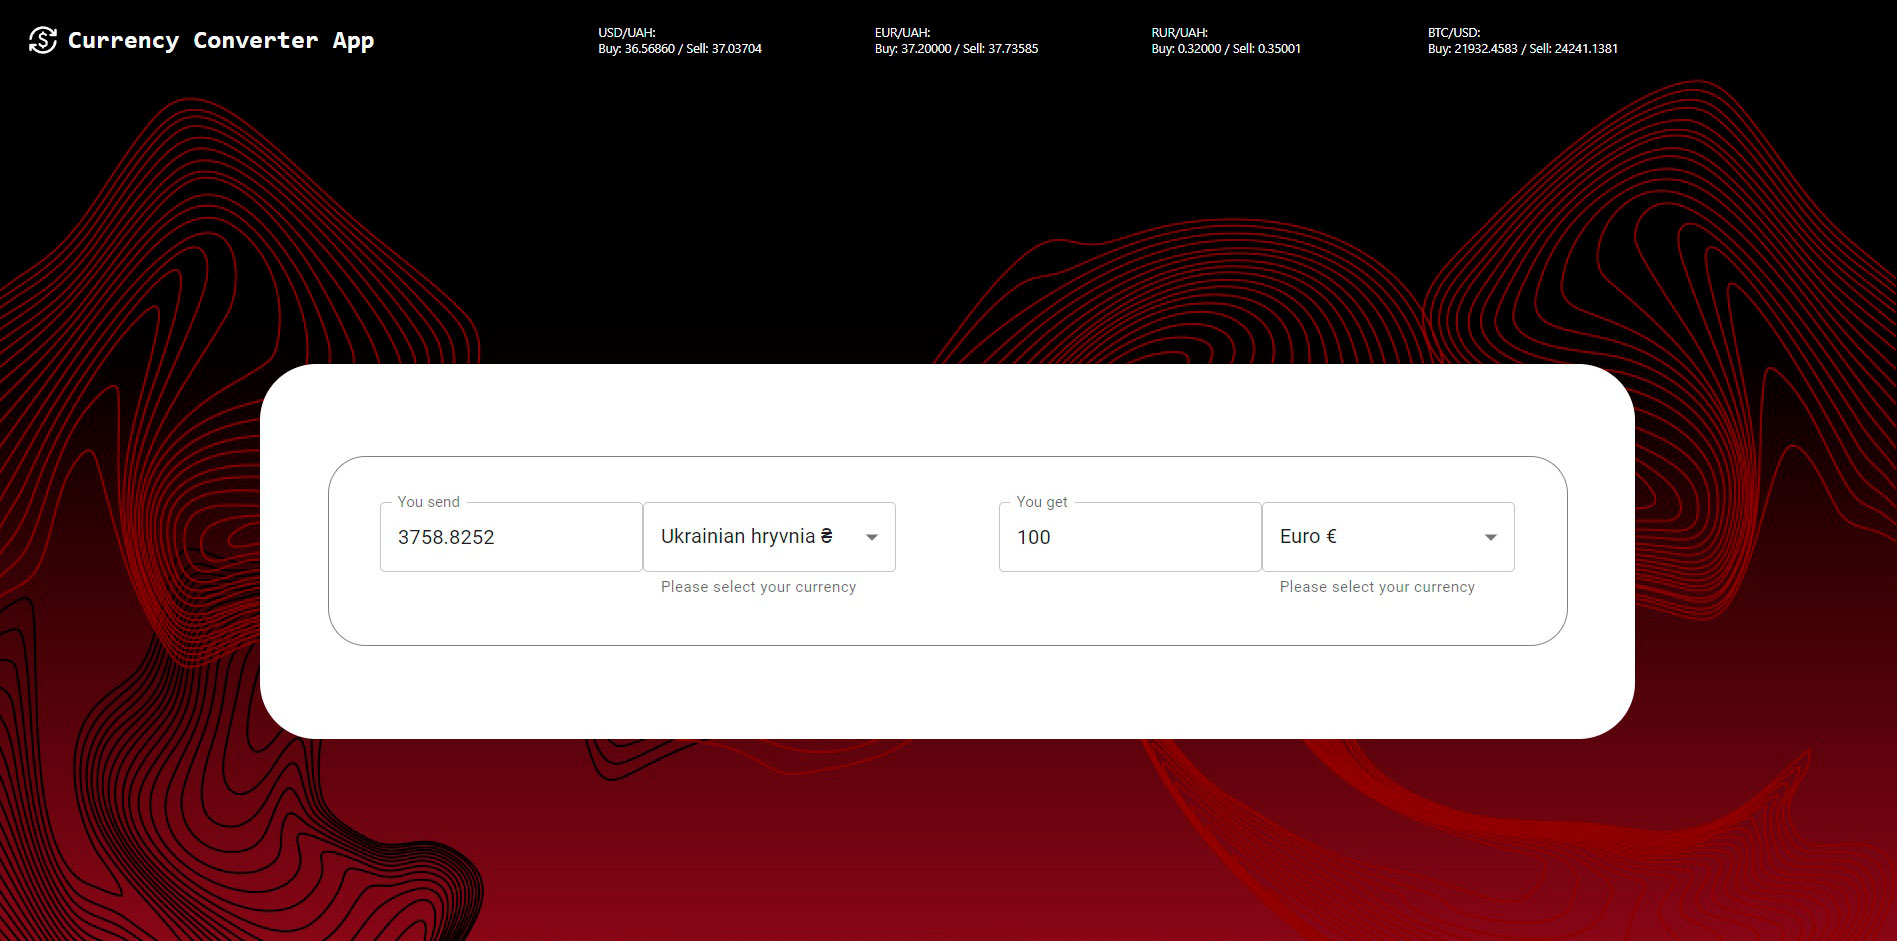 Currency Converter App
USD/UAH:
Buy: 36.56860 / Sell: 37.03704
EUR/UAH:
Buy: 37.20000 / Sell: 37.73585
RUR/UAH:
Buy: 0.32000 / Sell: 0.35001
BTC/USD:
Buy: 21932.4583 / Sell: 24241.1381
You send
3758.8252
Ukrainian hryvnia ₴
Please select your currency
You get
100
Euro €
Please select your currency